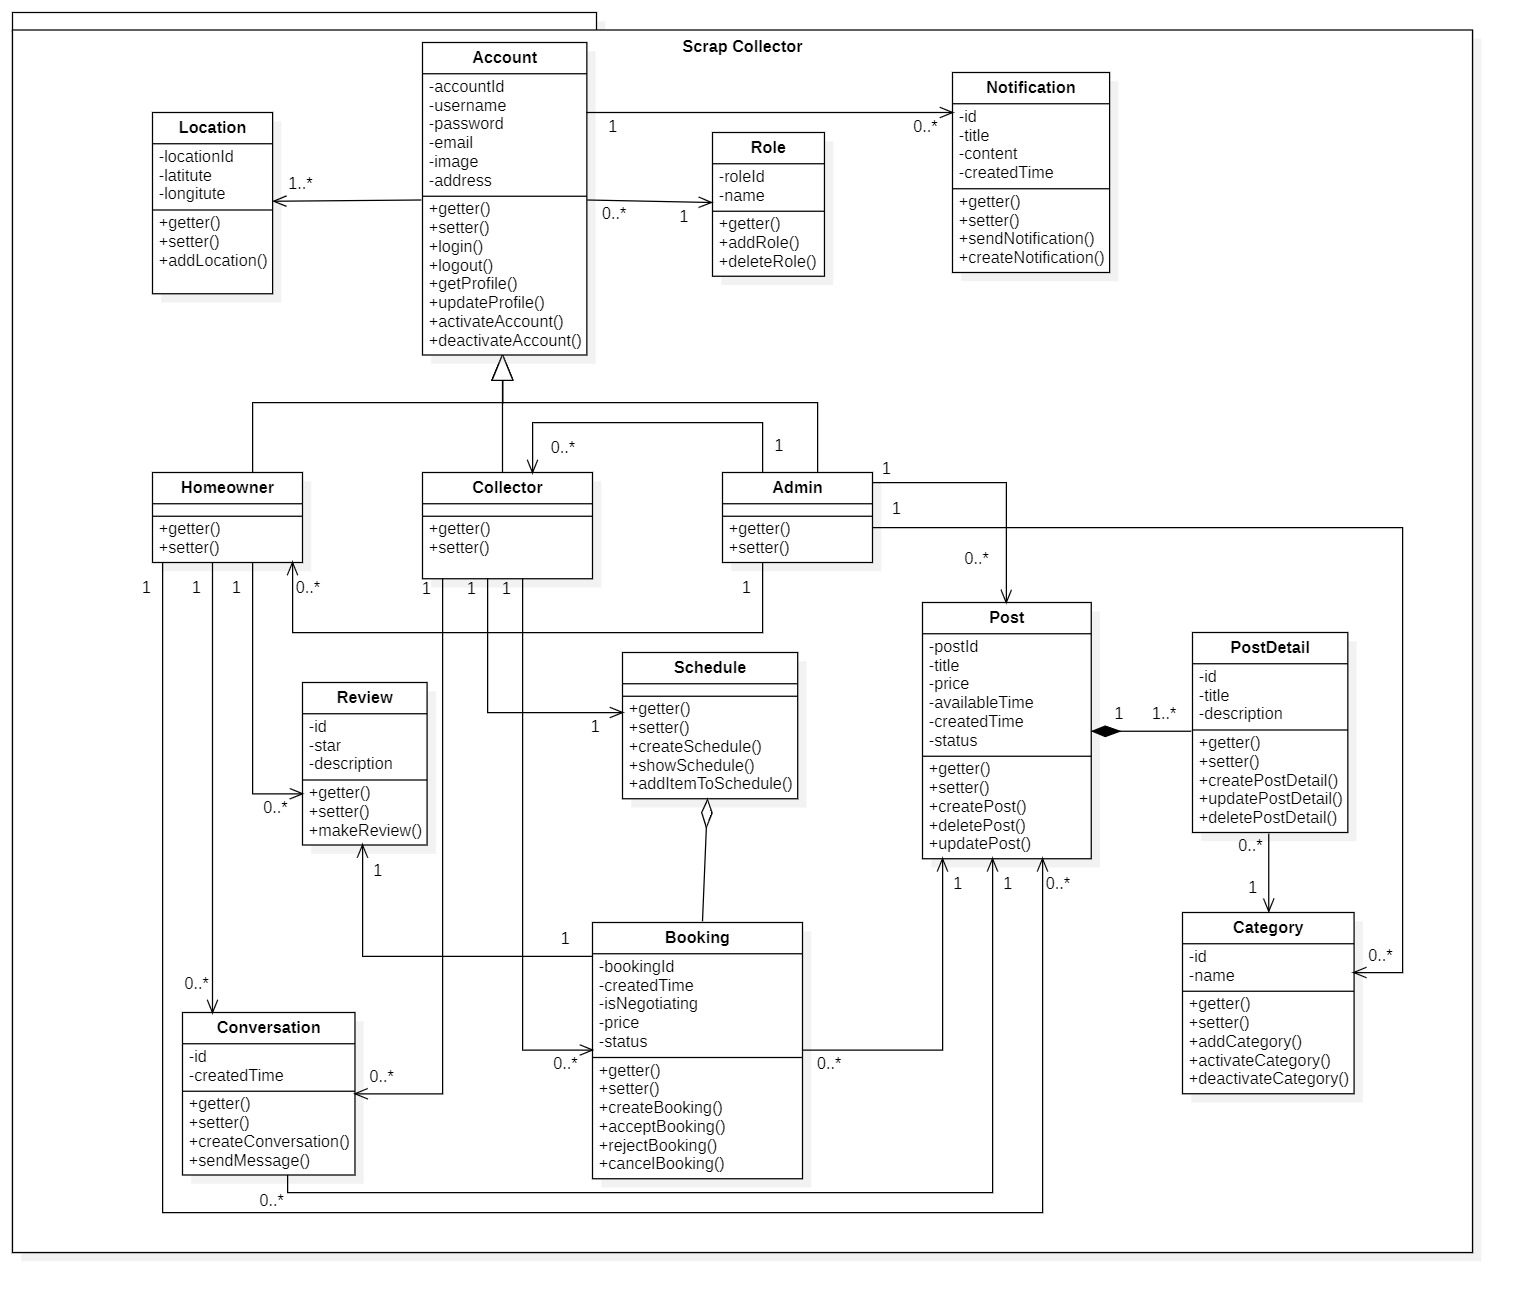 Scrap Collector
Account
-accountId
-username
-password
-email
-image
-address
+getter()
+setter()
+login()
+logout()
+getProfile()
+updateProfile()
+activateAccount()
+deactivateAccount()
Notification
-id
-title
-content
-createdTime
+getter()
+setter()
+sendNotification()
+createNotification()
1
0..*
Location
-locationId
-latitute
-longitute
+getter()
+setter()
+addLocation()
1..*
Role
-roleId
-name
+getter()
+addRole()
+deleteRole()
0..*
1
0..*
1
Homeowner
+getter()
+setter()
Collector
+getter()
+setter()
Admin
+getter()
+setter()
1
1
0..*
1
1
1
0..*
1
1
1
1
Post
-postId
-title
-price
-availableTime
-createdTime
-status
+getter()
+setter()
+createPost()
+deletePost()
+updatePost()
1
1..*
PostDetail
-id
-title
-description
+getter()
+setter()
+createPostDetail()
+updatePostDetail()
+deletePostDetail()
Schedule
+getter()
+setter()
+createSchedule()
+showSchedule()
+addItemToSchedule()
1
Review
-id
-star
-description
+getter()
+setter()
+makeReview()
0..*
1
1
1
1
0..*
0..*
1
Booking
-bookingId
-createdTime
-isNegotiating
-price
-status
+getter()
+setter()
+createBooking()
+acceptBooking()
+rejectBooking()
+cancelBooking()
0..*
0..*
Category
-id
-name
+getter()
+setter()
+addCategory()
+activateCategory()
+deactivateCategory()
0..*
0..*
Conversation
-id
-createdTime
+getter()
+setter()
+createConversation()
+sendMessage()
0..*
0..*